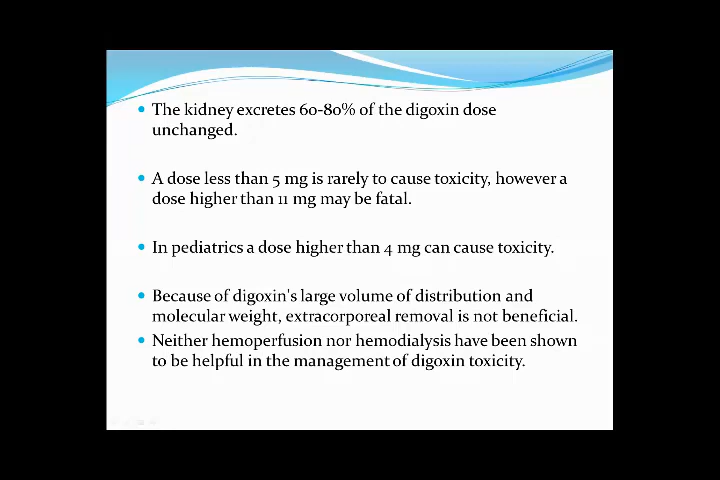 • The kidney excretes 60-80% of the digoxin dose
unchanged.
• A dose less than 5 mg is rarely to cause toxicity, however a
dose higher than 11 mg may be fatal.
• In pediatrics a dose higher than 4 mg can cause toxicity.
• Because of digoxin's large volume of distribution and
molecular weight, extracorporeal removal is not beneficial.
• Neither hemoperfusion nor hemodialysis have been shown
to be helpful in the management of digoxin toxicity.